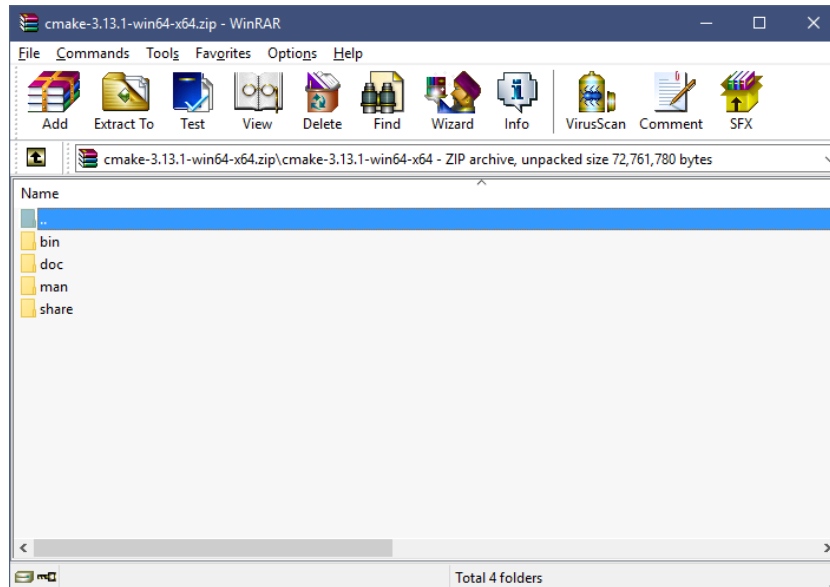 cmake-3.13.1-win64-x64.zip - WinRAR
File Commands Tools Favorites Options Help
Add Extract To Test View Delete Find Wizard Info VirusScan Comment SFX
cmake-3.13.1-win64-x64.zip\cmake-3.13.1-win64-x64 - ZIP archive, unpacked size 72,761,780 bytes
Name
..
bin
doc
man
share
Total 4 folders